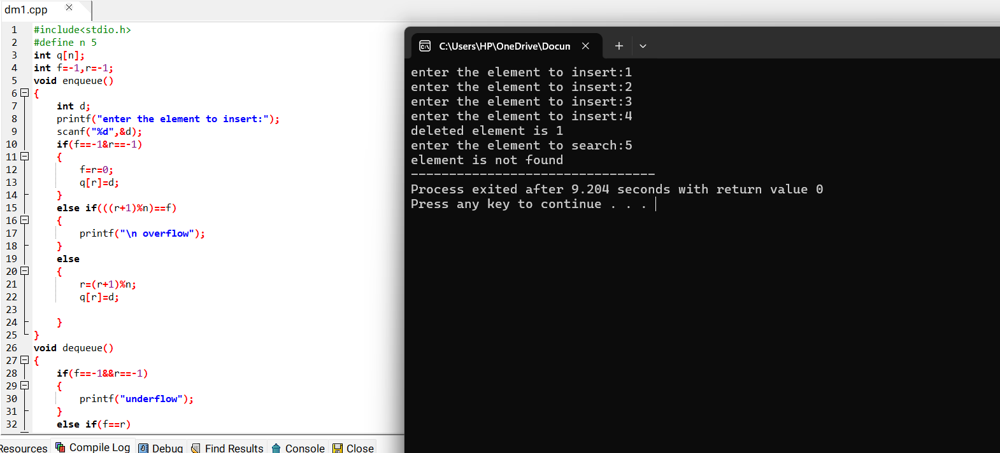 dm1.cpp
1 #include<stdio.h>
2 #define n 5
3 int q[n];
4 int f=-1,r=-1;
5 void enqueue()
6 {
7 int d;
8 printf("enter the element to insert:");
9 scanf("%d",&d);
10 if(f==-1&r==-1)
11 {
12 f=r=0;
13 q[r]=d;
14 }
15 else if(((r+1)%n)==f)
16 {
17 printf("\n overflow");
18 }
19 else
20 {
21 r=(r+1)%n;
22 q[r]=d;
23
24 }
25 }
26 void dequeue()
27 {
28 if(f==-1&&r==-1)
29 {
30 printf("underflow");
31 }
32 else if(f==r)
Resources Compile Log Debug Find Results Console Close
C:\Users\HP\OneDrive\Docun
enter the element to insert:1
enter the element to insert:2
enter the element to insert:3
enter the element to insert:4
deleted element is 1
enter the element to search:5
element is not found
--------------------------------
Process exited after 9.204 seconds with return value 0
Press any key to continue . . .